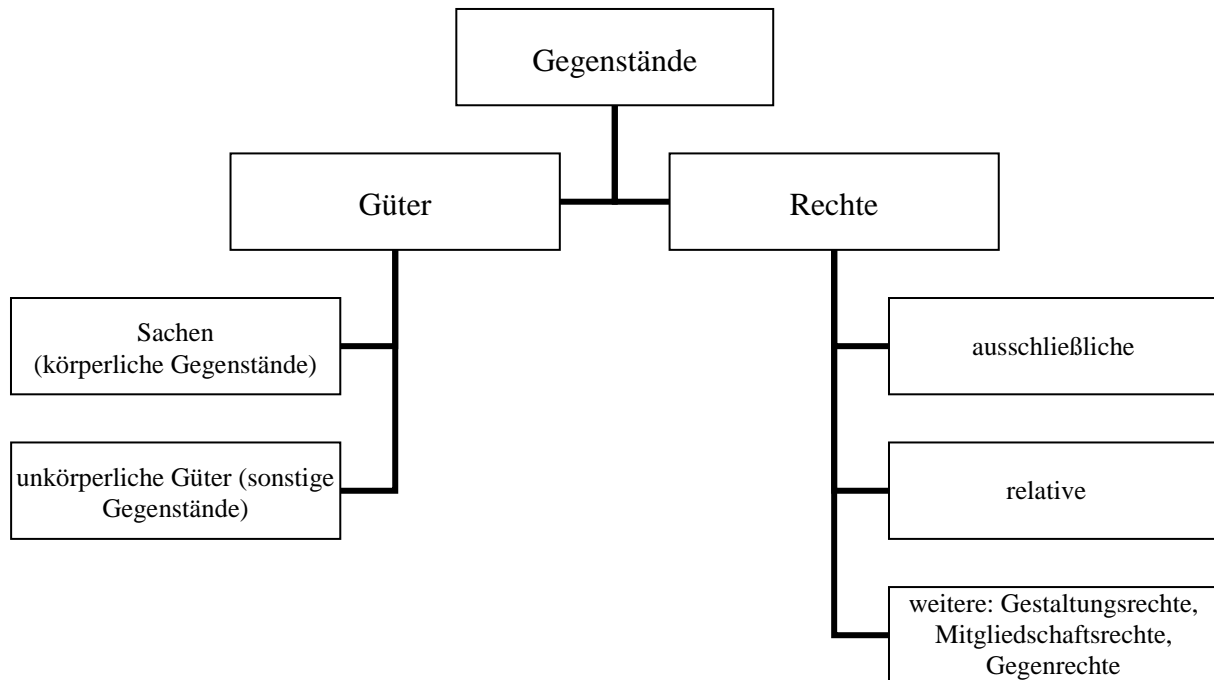 Gegenstände
Güter
Rechte
Sachen
(körperliche Gegenstände)
ausschließliche
unkörperliche Güter (sonstige
Gegenstände)
relative
weitere: Gestaltungsrechte,
Mitgliedschaftsrechte,
Gegenrechte